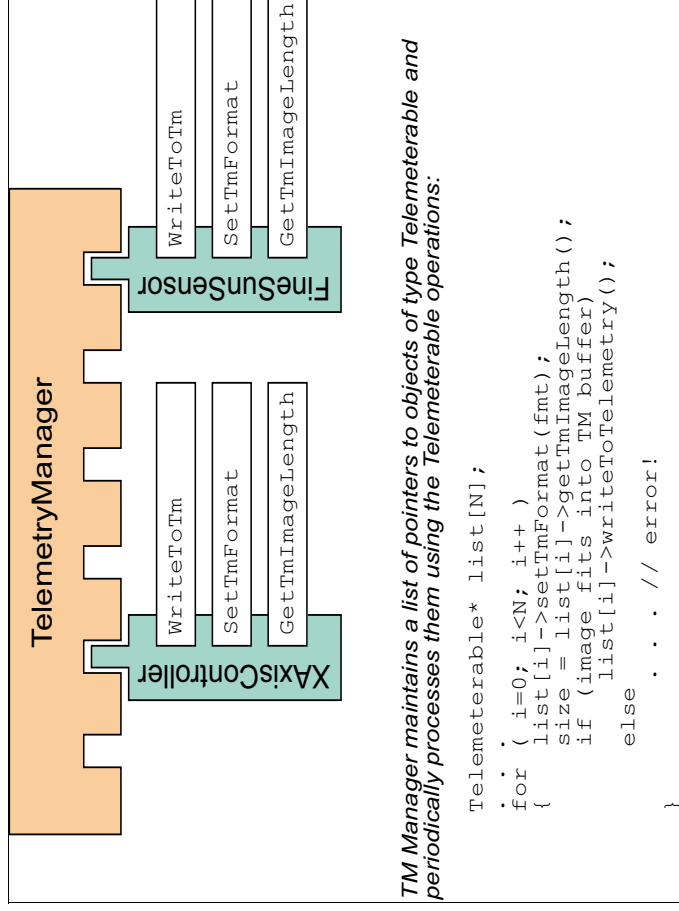 TelemetryManager
XAxisController
WriteToTm
SetTmFormat
GetTmImageLength
FineSunSensor
WriteToTm
SetTmFormat
GetTmImageLength
TM Manager maintains a list of pointers to objects of type Telemeterable and
periodically processes them using the Telemeterable operations:
Telemeterable* list[N];
. . .
for ( i=0; i<N; i++ )
{
list[i]->setTmFormat(fmt);
size = list[i]->getTmImageLength();
if (image fits into TM buffer)
list[i]->writeToTelemetry();
else
. . . // error!
}